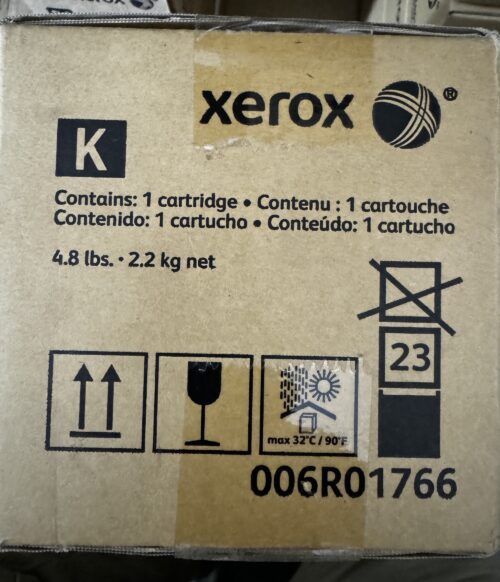 xerox
xerox ®
K
Contains: 1 cartridge • Contenu : 1 cartouche
Contenido: 1 cartucho • Conteúdo: 1 cartucho
4.8 lbs. · 2.2 kg net
23
max 32°C / 90°F
006R01766